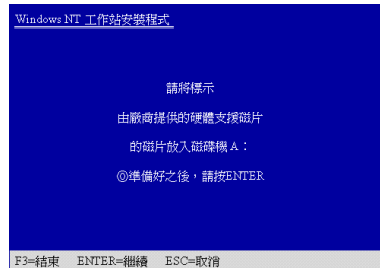 Windows NT 工作站安裝程式
請將標示
由廠商提供的硬體支援磁片
的磁片放入磁碟機 A：
◎準備好之後，請按ENTER
F3=結束 ENTER=繼續 ESC=取消